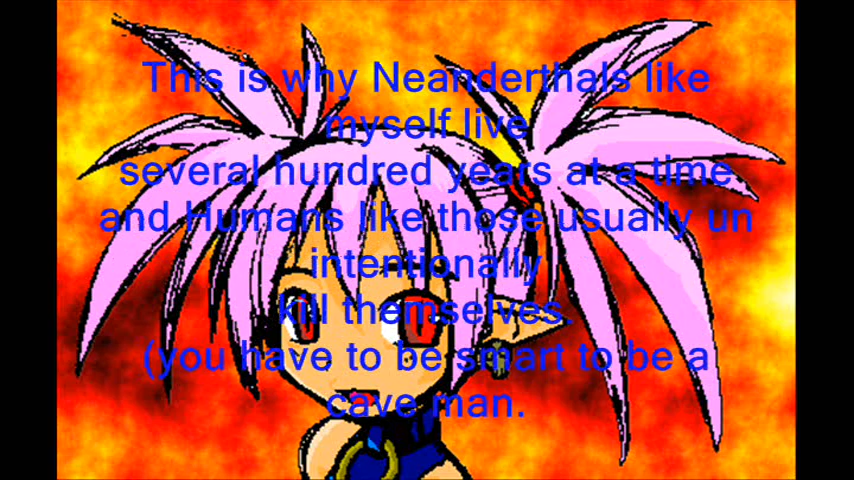 This is why Neanderthals like
myself live
several hundred years at a time
and Humans like those usually un
intentionally
kill themselves.
(you have to be smart to be a
cave man.